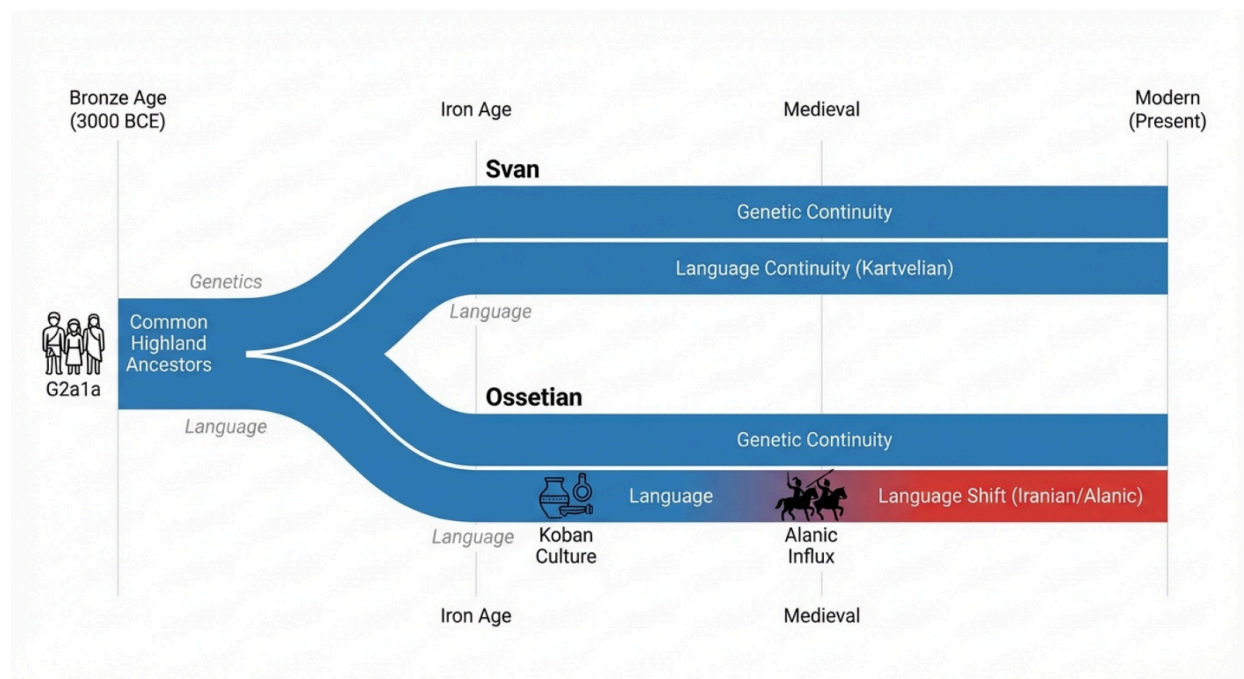 Bronze Age
(3000 BCE)
Iron Age
Medieval
Modern
(Present)
Svan
Genetic Continuity
Genetics
Language Continuity (Kartvelian)
Language
Common
Highland
Ancestors
G2a1a
Ossetian
Language
Genetic Continuity
Language
Language Shift (Iranian/Alanic)
Language
Koban
Culture
Alanic
Influx
Iron Age
Medieval